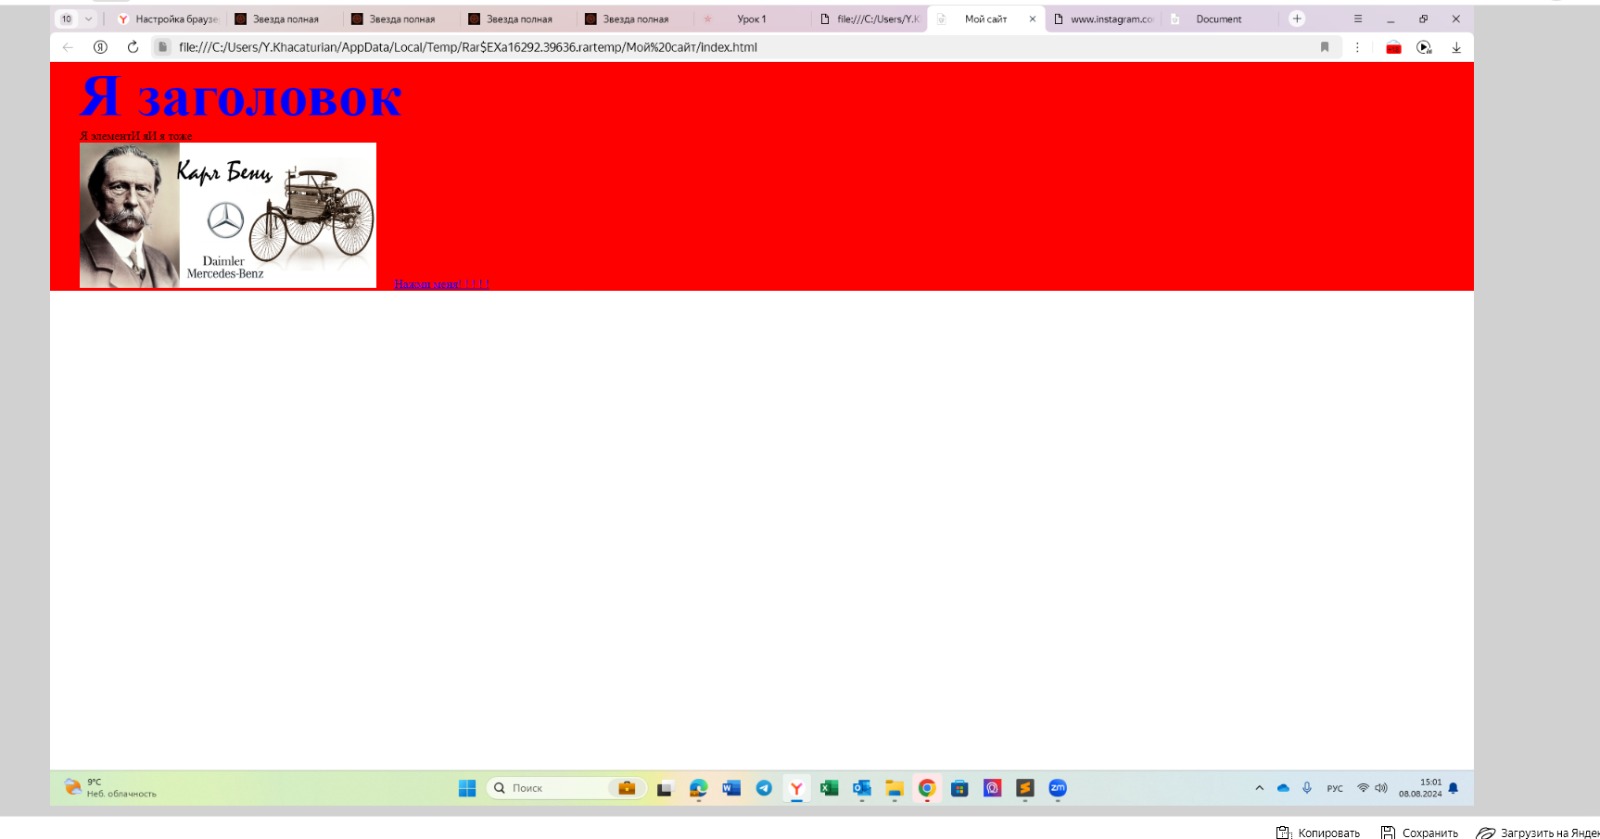 10 Настройка браузе Звезда полная Звезда полная Звезда полная Звезда полная Урок 1 file:///C:/Users/Y.K Мой сайт www.instagram.co Document
file:///C:/Users/Y.Khacaturian/AppData/Local/Temp/Rar$EXa16292.39636.rartemp/Мой%20сайт/index.html
Я заголовок
Я элементИ яИ я тоже
Карл Бенц
Daimler
Mercedes-Benz
Нажми меня! ! ! ! !
9°C
Неб. облачность
Поиск
РУС
15:01
08.08.2024
Копировать Сохранить Загрузить на Янде